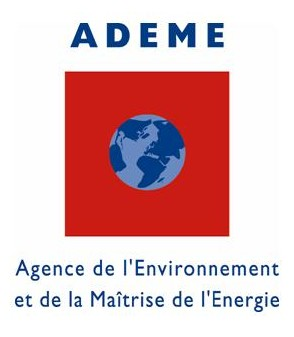 ADEME
Agence de l'Environnement
et de la Maîtrise de l'Energie